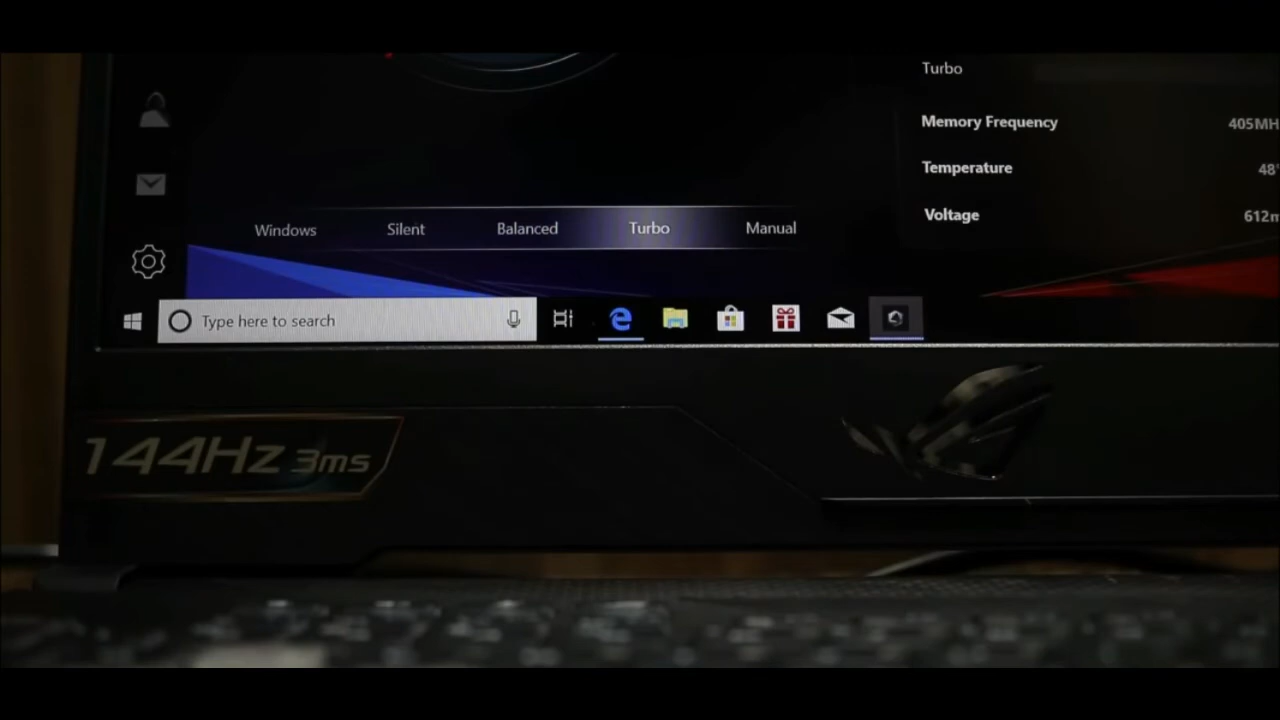 Turbo
Memory Frequency 405MH
Temperature 48°
Voltage 612m
Windows Silent Balanced Turbo Manual
Type here to search
144Hz 3ms